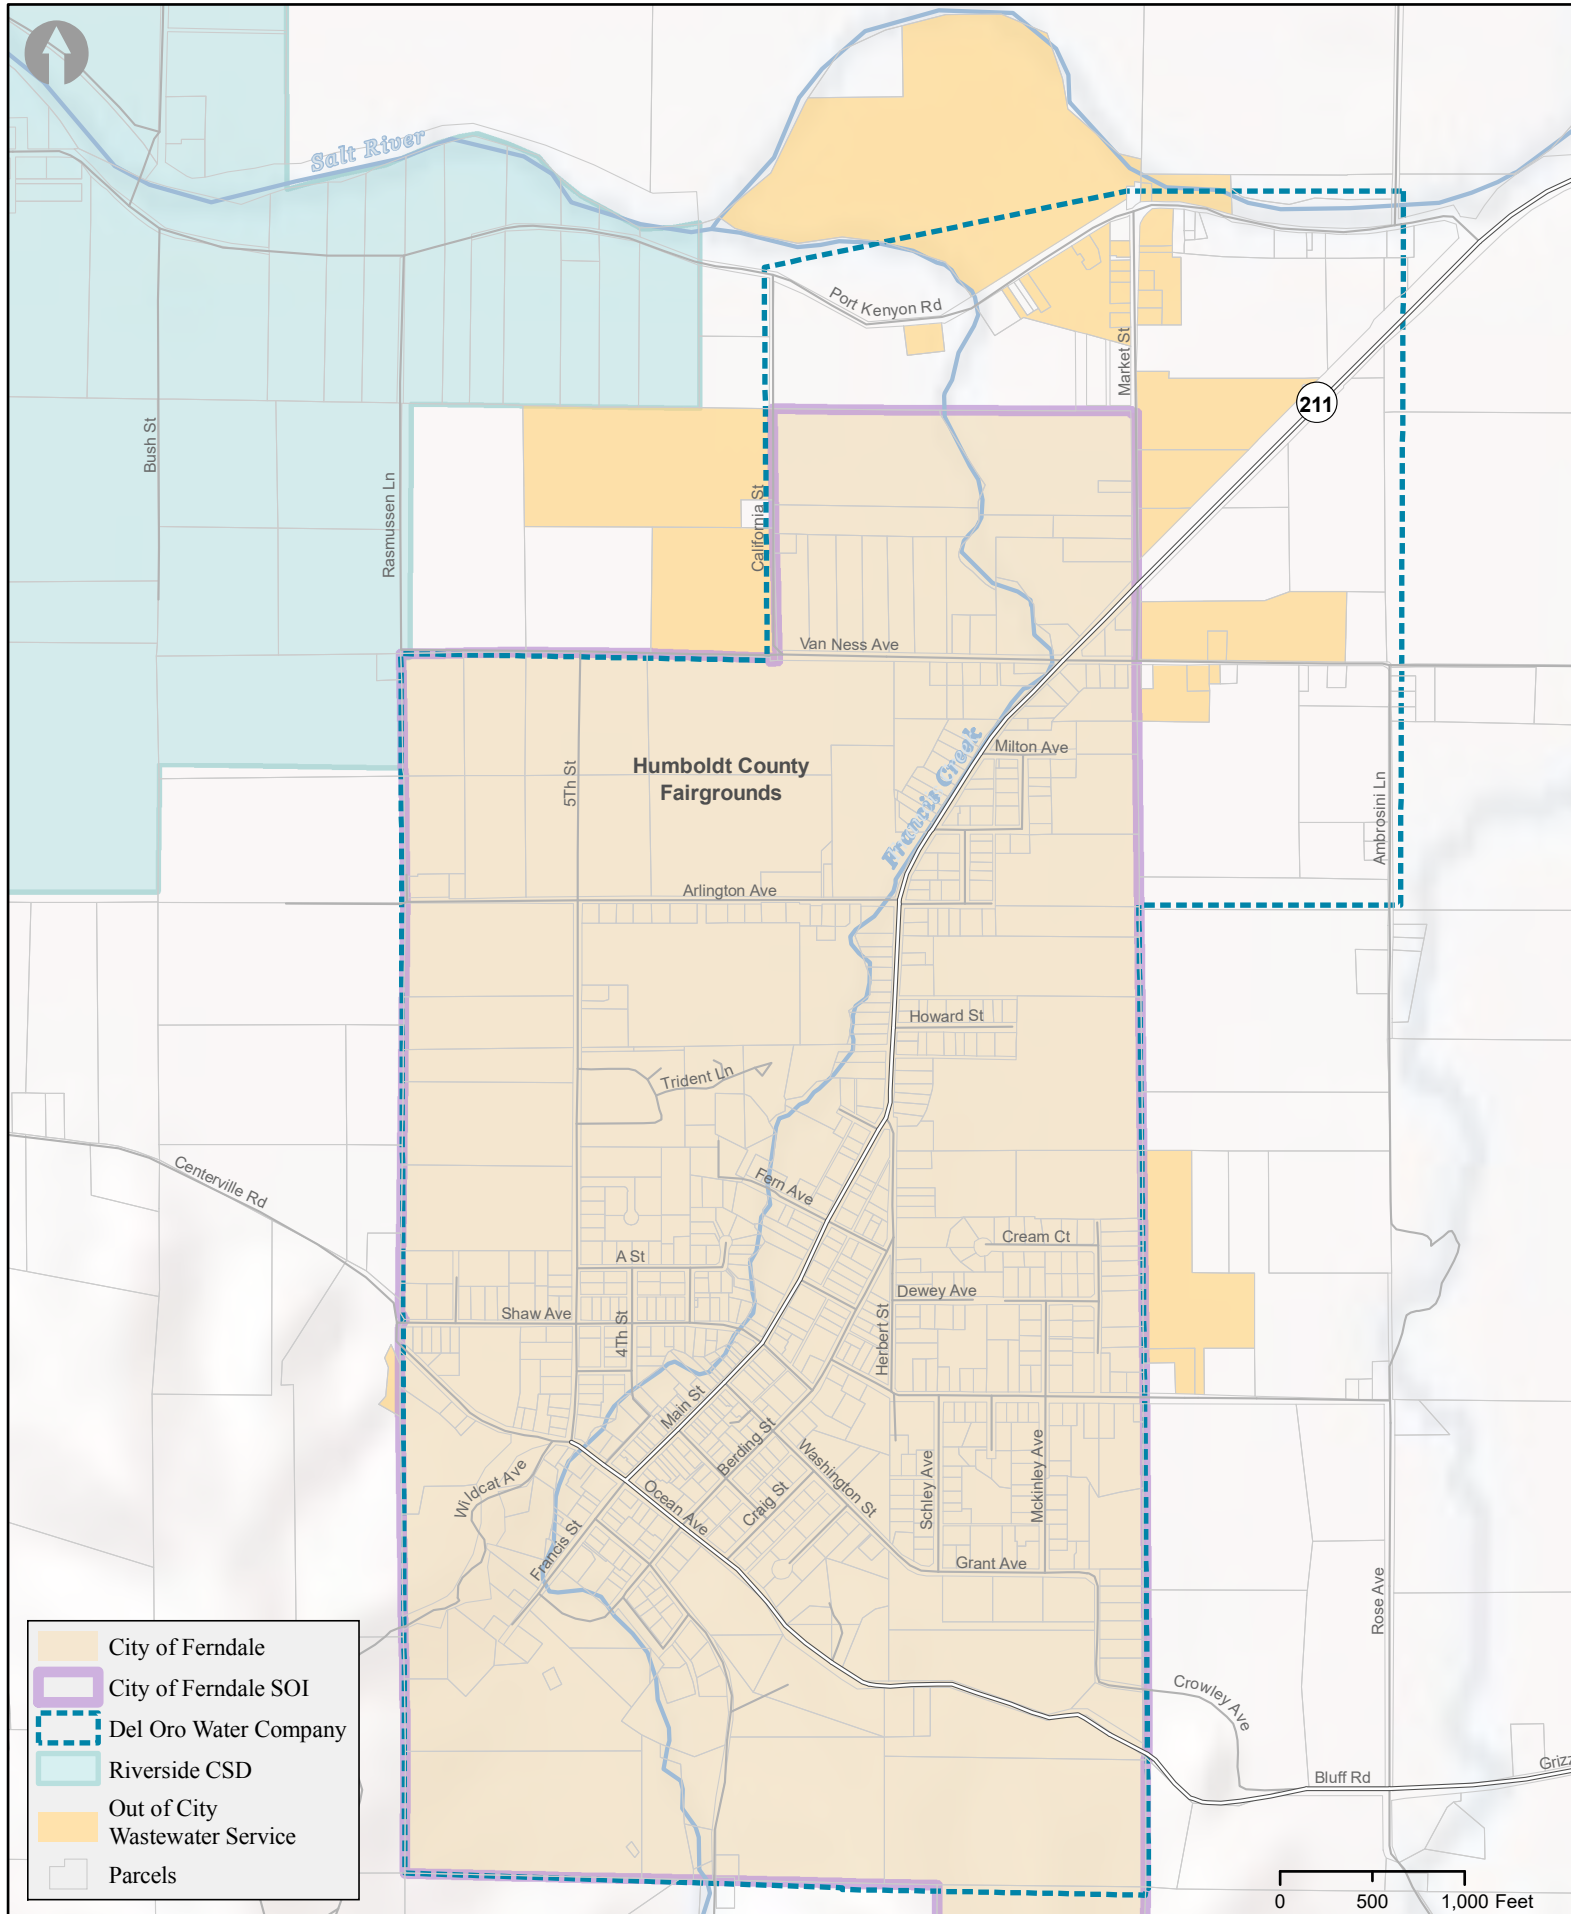 Salt River
Port Kenyon Rd
Market St
211
Bush St
Rasmussen Ln
California St
Van Ness Ave
Francis Creek
Milton Ave
Humboldt County
Fairgrounds
5Th St
Ambrosini Ln
Arlington Ave
Howard St
Trident Ln
Centerville Rd
Fern Ave
Cream Ct
A St
Dewey Ave
Shaw Ave
4Th St
Herbert St
Main St
Berding St
Washington St
Wildcat Ave
Ocean Ave
Craig St
Schley Ave
Mckinley Ave
Francis St
Grant Ave
Rose Ave
Crowley Ave
Bluff Rd
Griz
City of Ferndale
City of Ferndale SOI
Del Oro Water Company
Riverside CSD
Out of City
Wastewater Service
Parcels
0 500 1,000 Feet